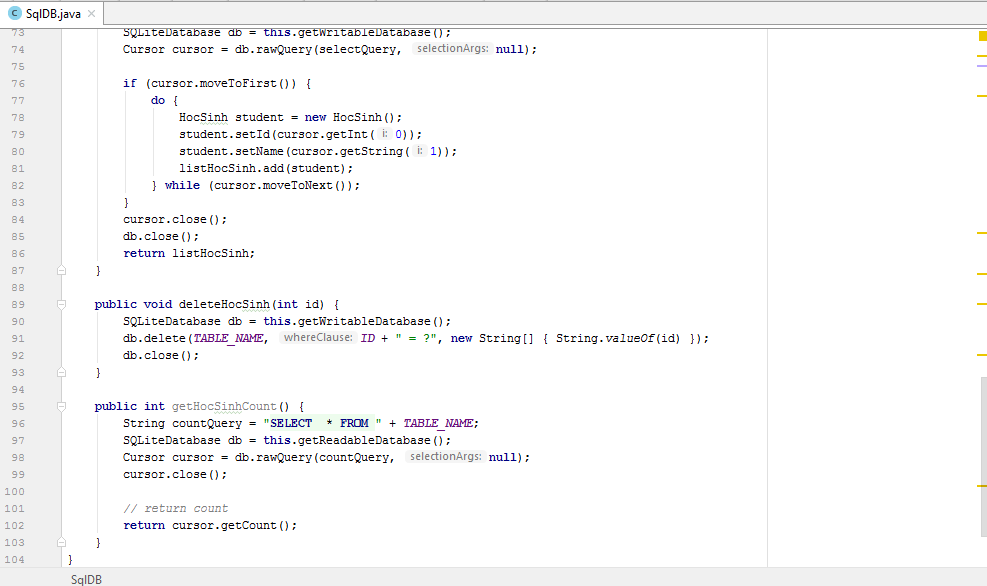 SqlDB.java
73 SQLiteDatabase db = this.getWritableDatabase();
74 Cursor cursor = db.rawQuery(selectQuery, selectionArgs: null);
75
76 if (cursor.moveToFirst()) {
77 do {
78 HocSinh student = new HocSinh();
79 student.setId(cursor.getInt( i: 0));
80 student.setName(cursor.getString( i: 1));
81 listHocSinh.add(student);
82 } while (cursor.moveToNext());
83 }
84 cursor.close();
85 db.close();
86 return listHocSinh;
87 }
88
89 public void deleteHocSinh(int id) {
90 SQLiteDatabase db = this.getWritableDatabase();
91 db.delete(TABLE_NAME, whereClause: ID + " = ?", new String[] { String.valueOf(id) });
92 db.close();
93 }
94
95 public int getHocSinhCount() {
96 String countQuery = "SELECT  * FROM " + TABLE_NAME;
97 SQLiteDatabase db = this.getReadableDatabase();
98 Cursor cursor = db.rawQuery(countQuery, selectionArgs: null);
99 cursor.close();
100
101 // return count
102 return cursor.getCount();
103 }
104 }
SqlDB